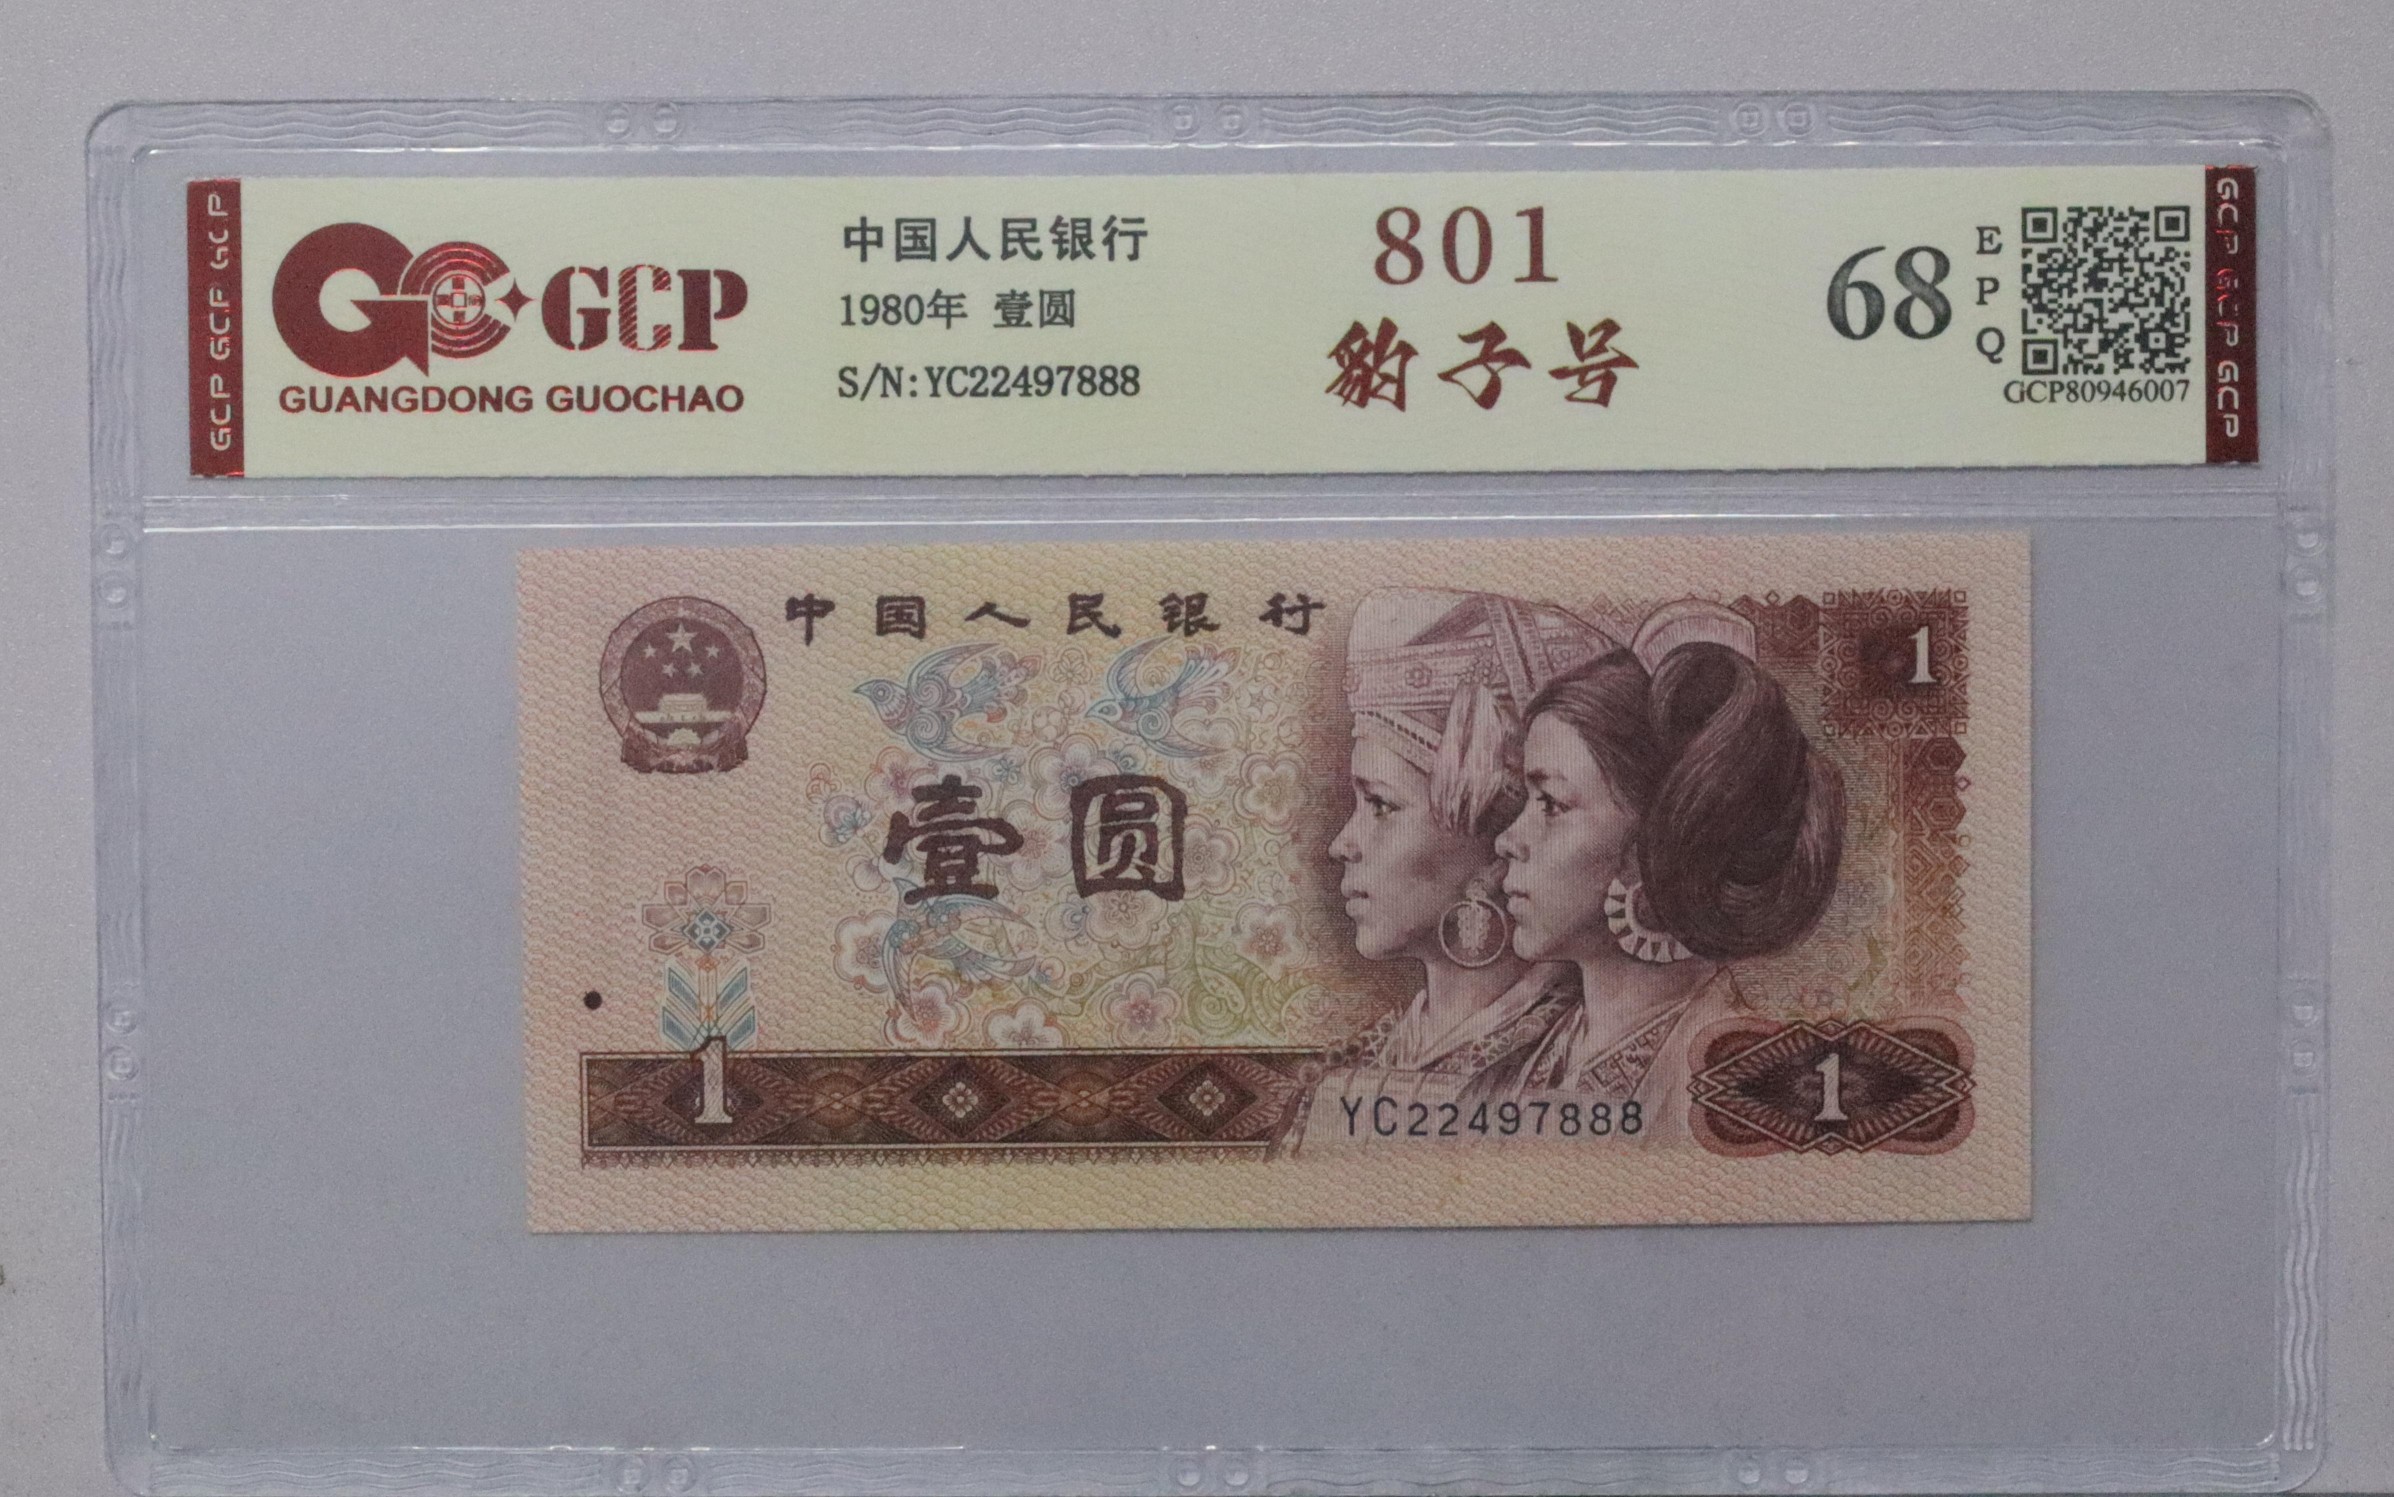 GCP GCP GCP
GCP
GUANGDONG GUOCHAO
中国人民银行
1980年 壹圆
S/N:YC22497888
801
豹子号
68
E
P
Q
GCP80946007
GCP GCP GCP GCP
中国人民银行
1
壹圆
1
1
YC22497888